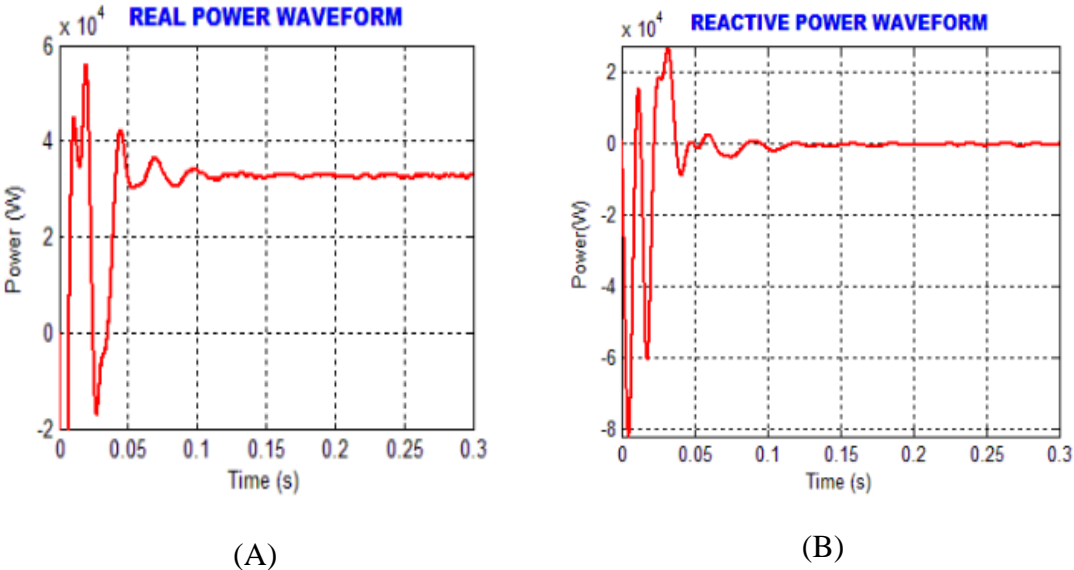 x 10^4 REAL POWER WAVEFORM
6
4
2
0
-2
Power (W)
0 0.05 0.1 0.15 0.2 0.25 0.3
Time (s)
(A)
x 10^4 REACTIVE POWER WAVEFORM
2
0
-2
-4
-6
-8
Power(W)
0 0.05 0.1 0.15 0.2 0.25 0.3
Time (s)
(B)